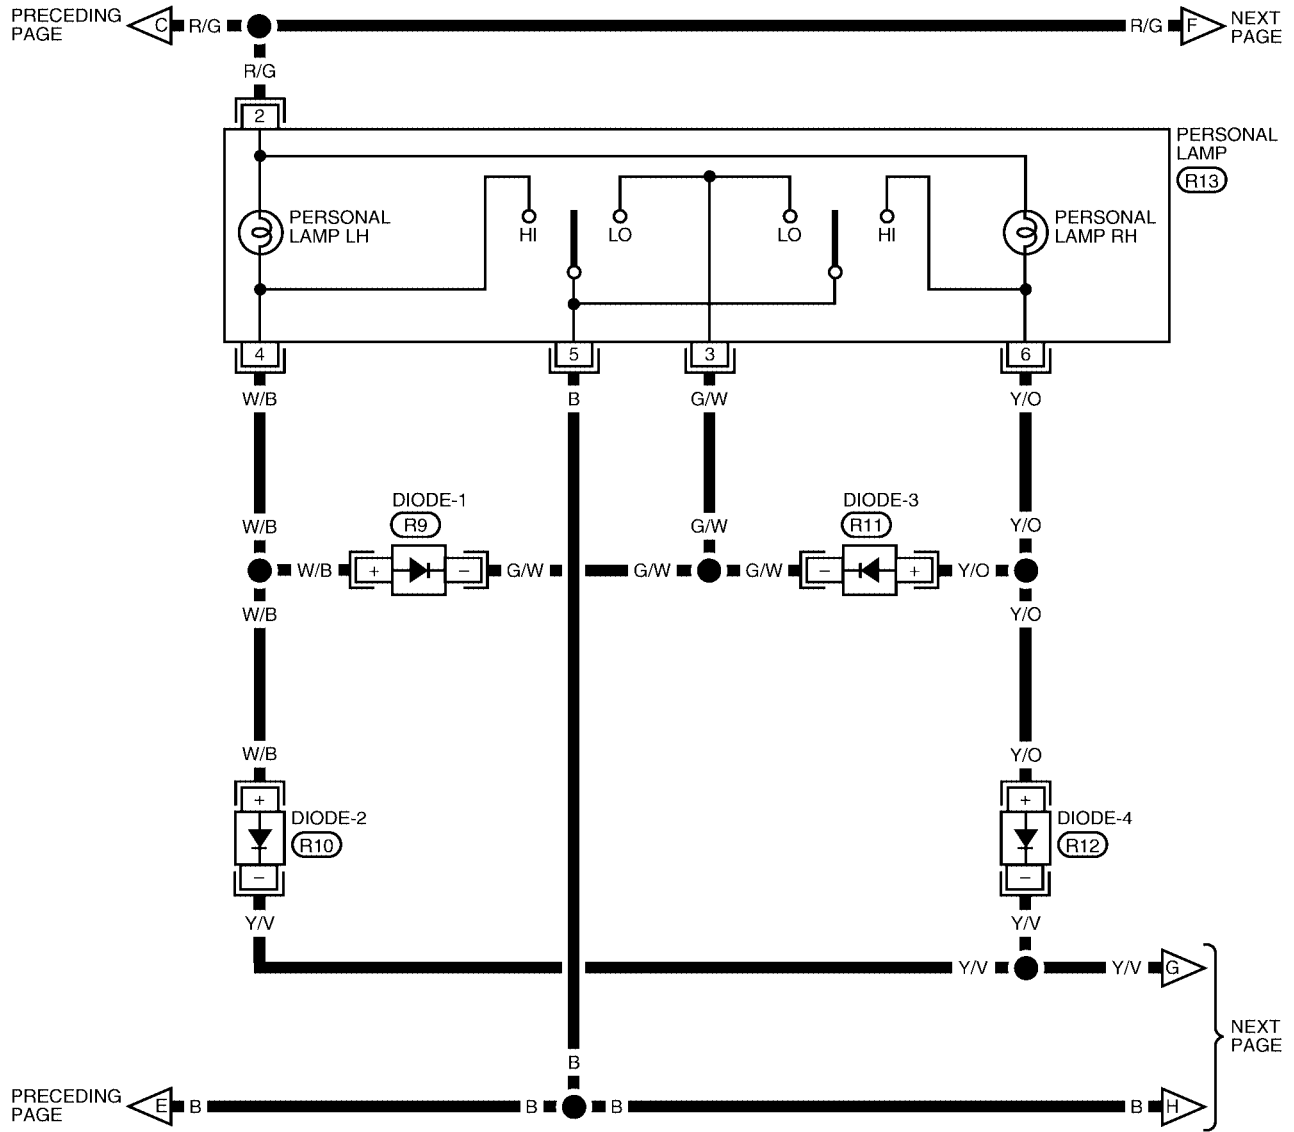 PRECEDING
PAGE
C R/G R/G F
NEXT
PAGE
R/G
2
PERSONAL
LAMP
R13
PERSONAL
LAMP LH
HI LO LO HI
PERSONAL
LAMP RH
4 5 3 6
W/B B G/W Y/O
DIODE-1
R9
DIODE-3
R11
W/B G/W Y/O
W/B + − G/W G/W G/W − + Y/O
W/B Y/O
W/B Y/O
+ +
DIODE-2
R10
DIODE-4
R12
− −
Y/V Y/V
Y/V Y/V G
NEXT
PAGE
B
PRECEDING
PAGE
E B B B B H